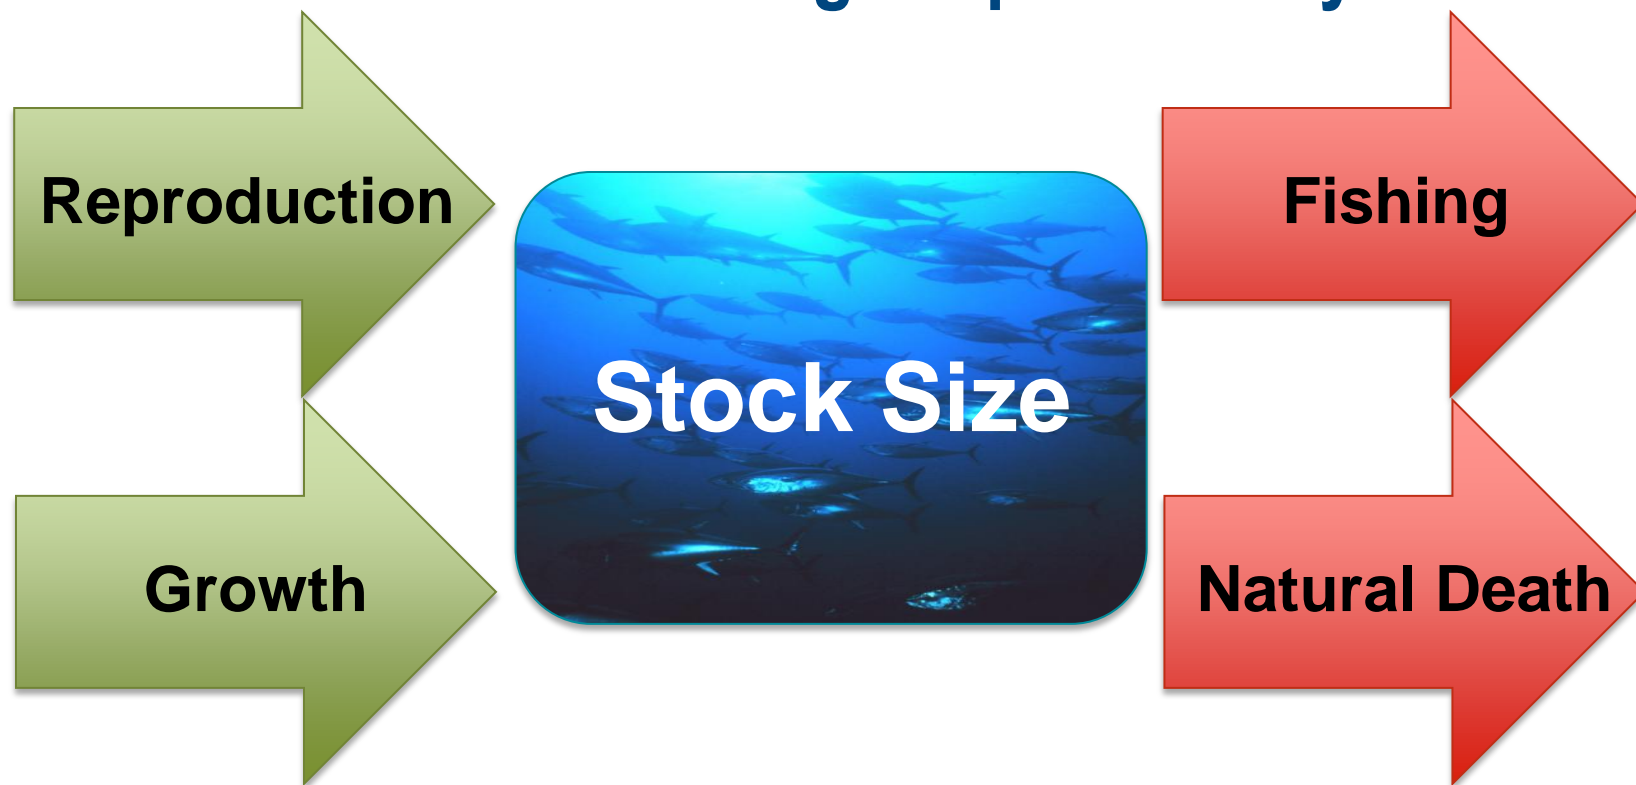 Reproduction
Fishing
Stock Size
Growth
Natural Death